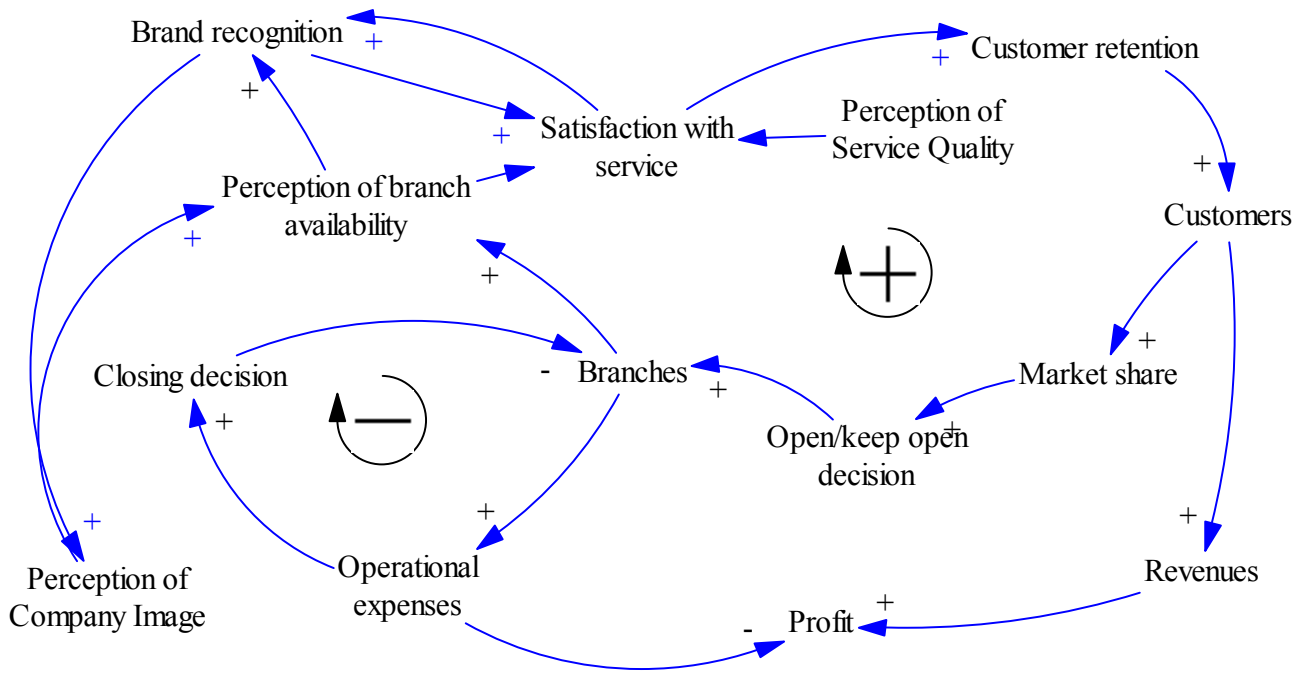 Brand recognition
+
+
Customer retention
+
+
+
Perception of
Service Quality
Satisfaction with
service
+
Perception of branch
availability
+
Customers
+
+
+
Closing decision
-
Branches
+
Market share
+
Open/keep open
decision
+
-
+
+
+
Perception of
Company Image
Operational
expenses
Revenues
+
-
Profit